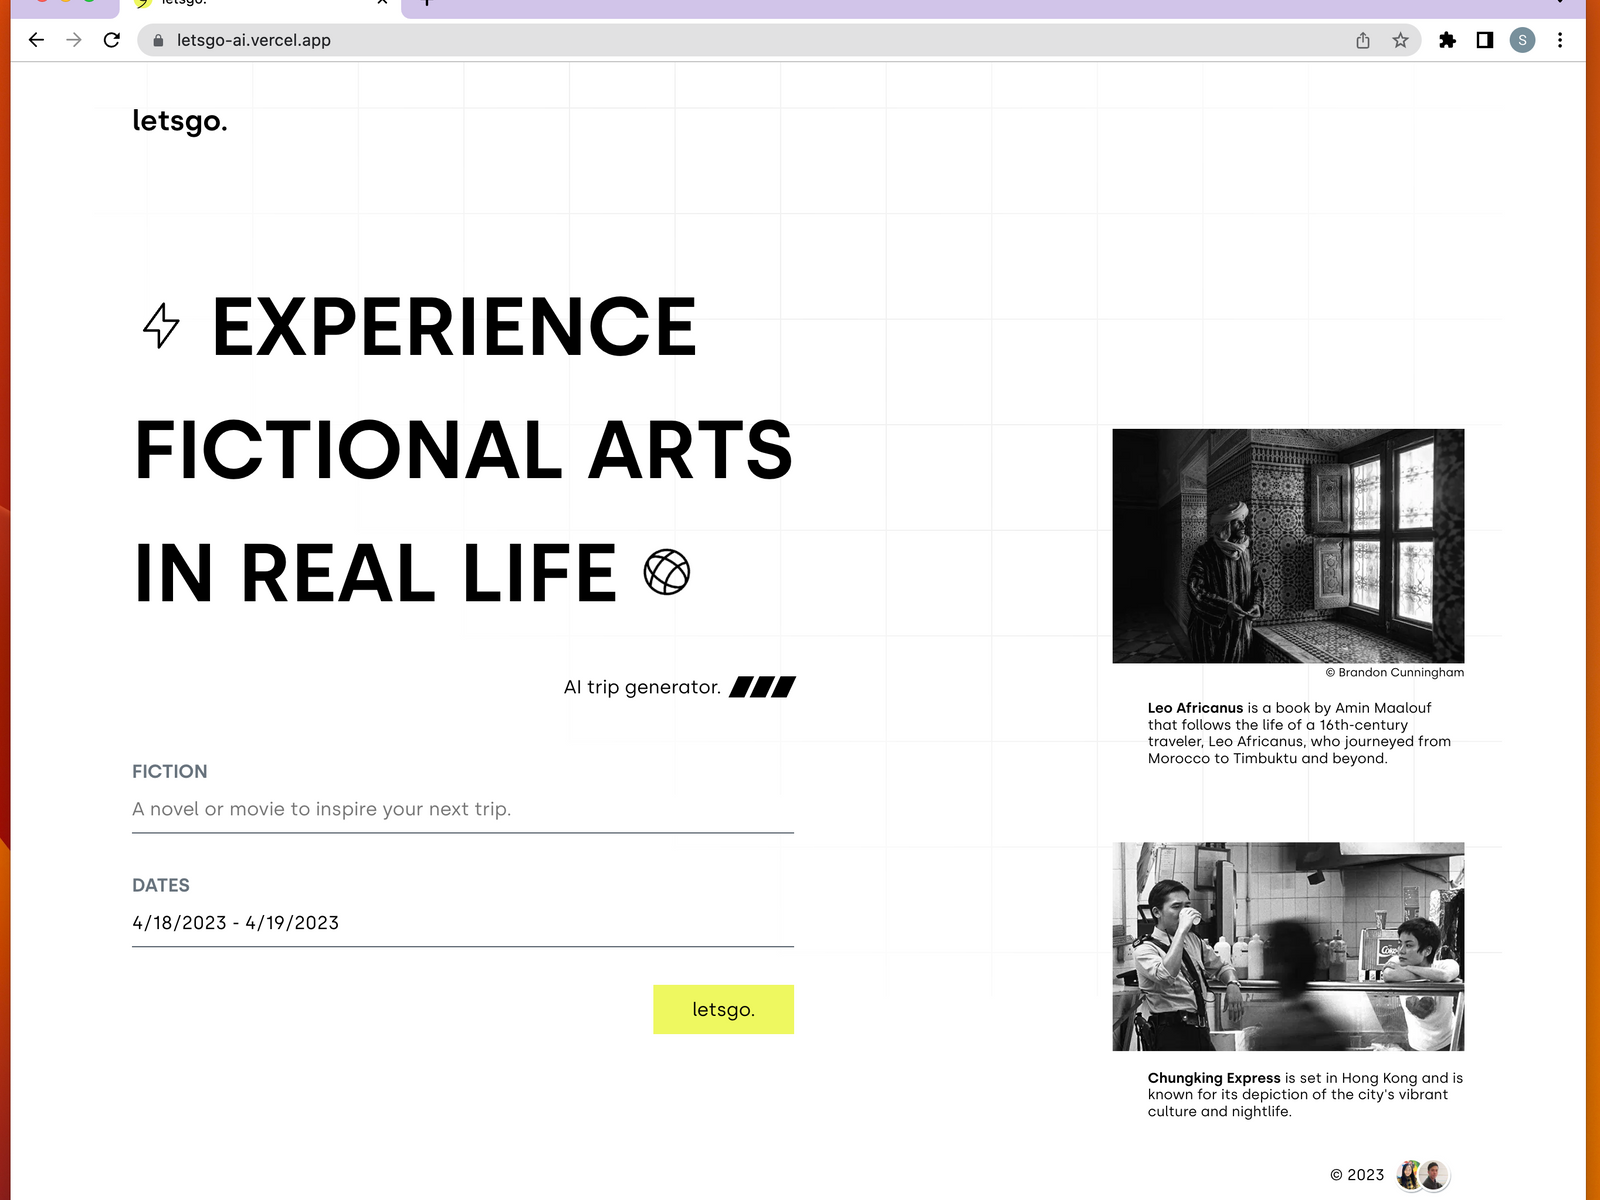 letsgo.
letsgo-ai.vercel.app
S
letsgo.
EXPERIENCE
FICTIONAL ARTS
IN REAL LIFE
AI trip generator.
FICTION
A novel or movie to inspire your next trip.
DATES
4/18/2023 - 4/19/2023
letsgo.
© Brandon Cunningham
Leo Africanus is a book by Amin Maalouf
that follows the life of a 16th-century
traveler, Leo Africanus, who journeyed from
Morocco to Timbuktu and beyond.
Chungking Express is set in Hong Kong and is
known for its depiction of the city's vibrant
culture and nightlife.
© 2023